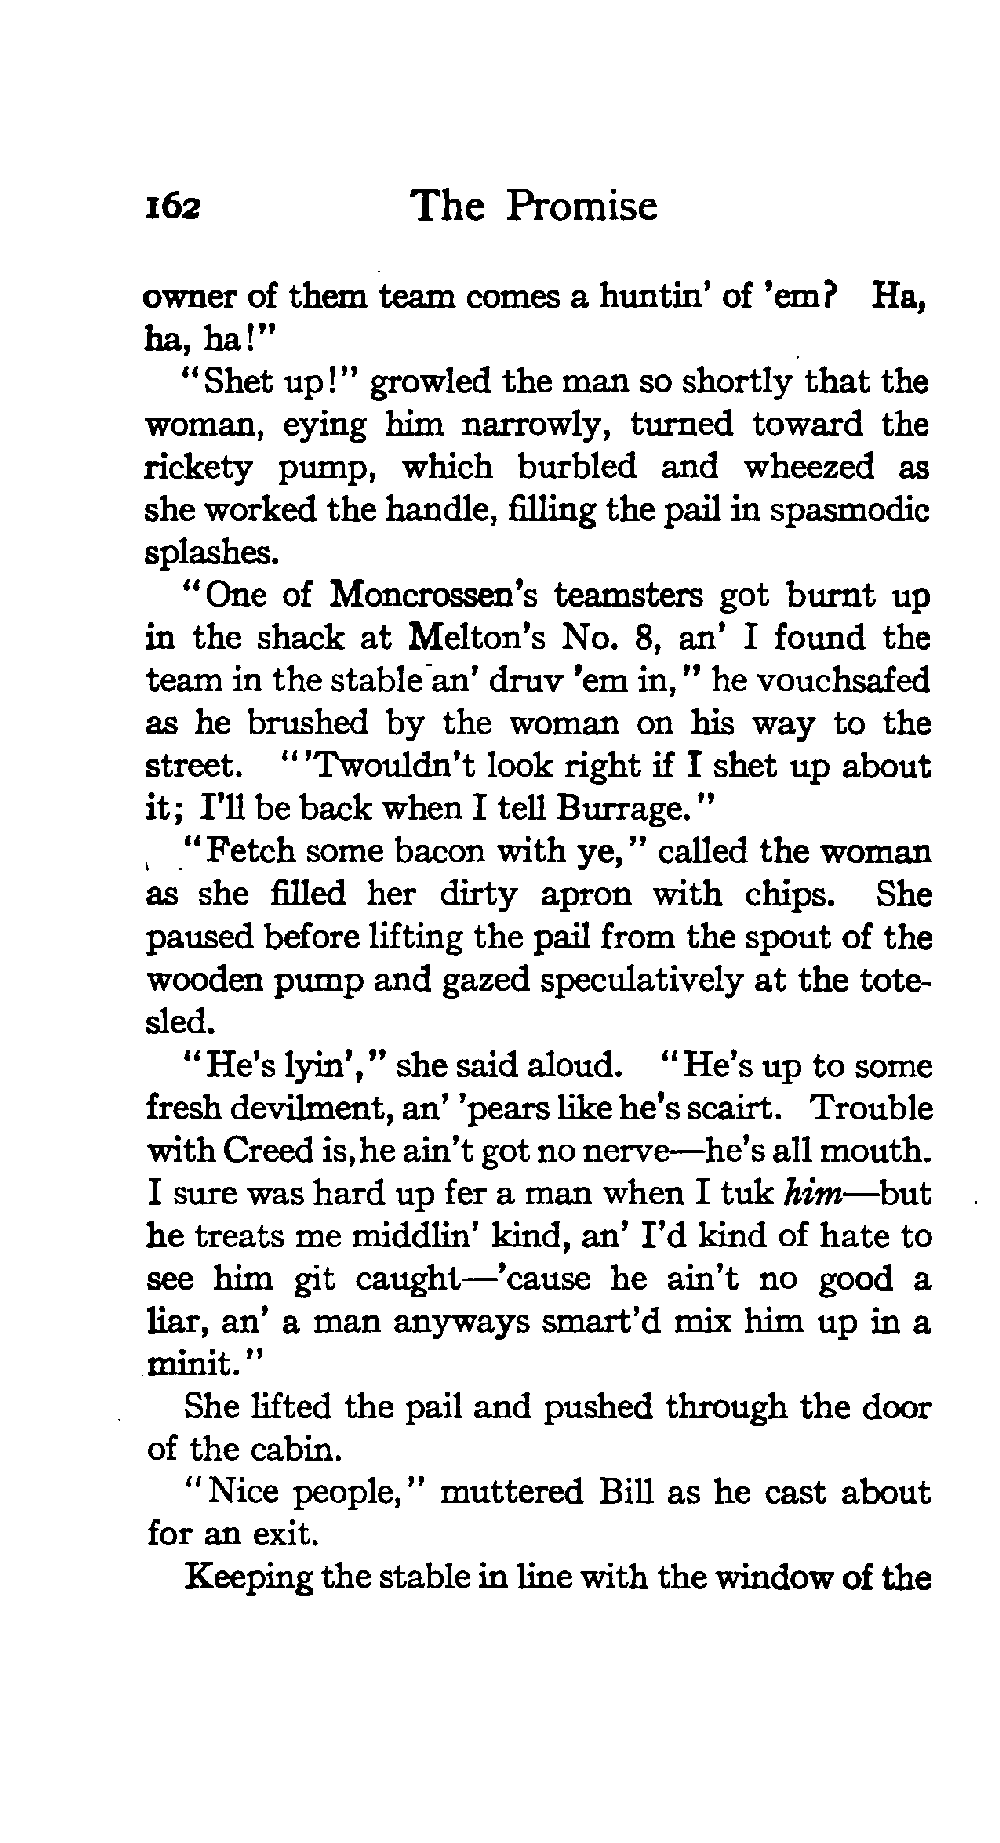 162 The Promise
owner of them team comes a huntin' of 'em? Ha,
ha, ha!"
"Shet up!" growled the man so shortly that the
woman, eying him narrowly, turned toward the
rickety pump, which burbled and wheezed as
she worked the handle, filling the pail in spasmodic
splashes.
"One of Moncrossen's teamsters got burnt up
in the shack at Melton's No. 8, an' I found the
team in the stable an' druv 'em in," he vouchsafed
as he brushed by the woman on his way to the
street. "'Twouldn't look right if I shet up about
it; I'll be back when I tell Burrage."
"Fetch some bacon with ye," called the woman
as she filled her dirty apron with chips. She
paused before lifting the pail from the spout of the
wooden pump and gazed speculatively at the tote-
sled.
"He's lyin'," she said aloud. "He's up to some
fresh devilment, an' 'pears like he's scairt. Trouble
with Creed is, he ain't got no nerve—he's all mouth.
I sure was hard up fer a man when I tuk him—but
he treats me middlin' kind, an' I'd kind of hate to
see him git caught—'cause he ain't no good a
liar, an' a man anyways smart'd mix him up in a
minit."
She lifted the pail and pushed through the door
of the cabin.
"Nice people," muttered Bill as he cast about
for an exit.
Keeping the stable in line with the window of the